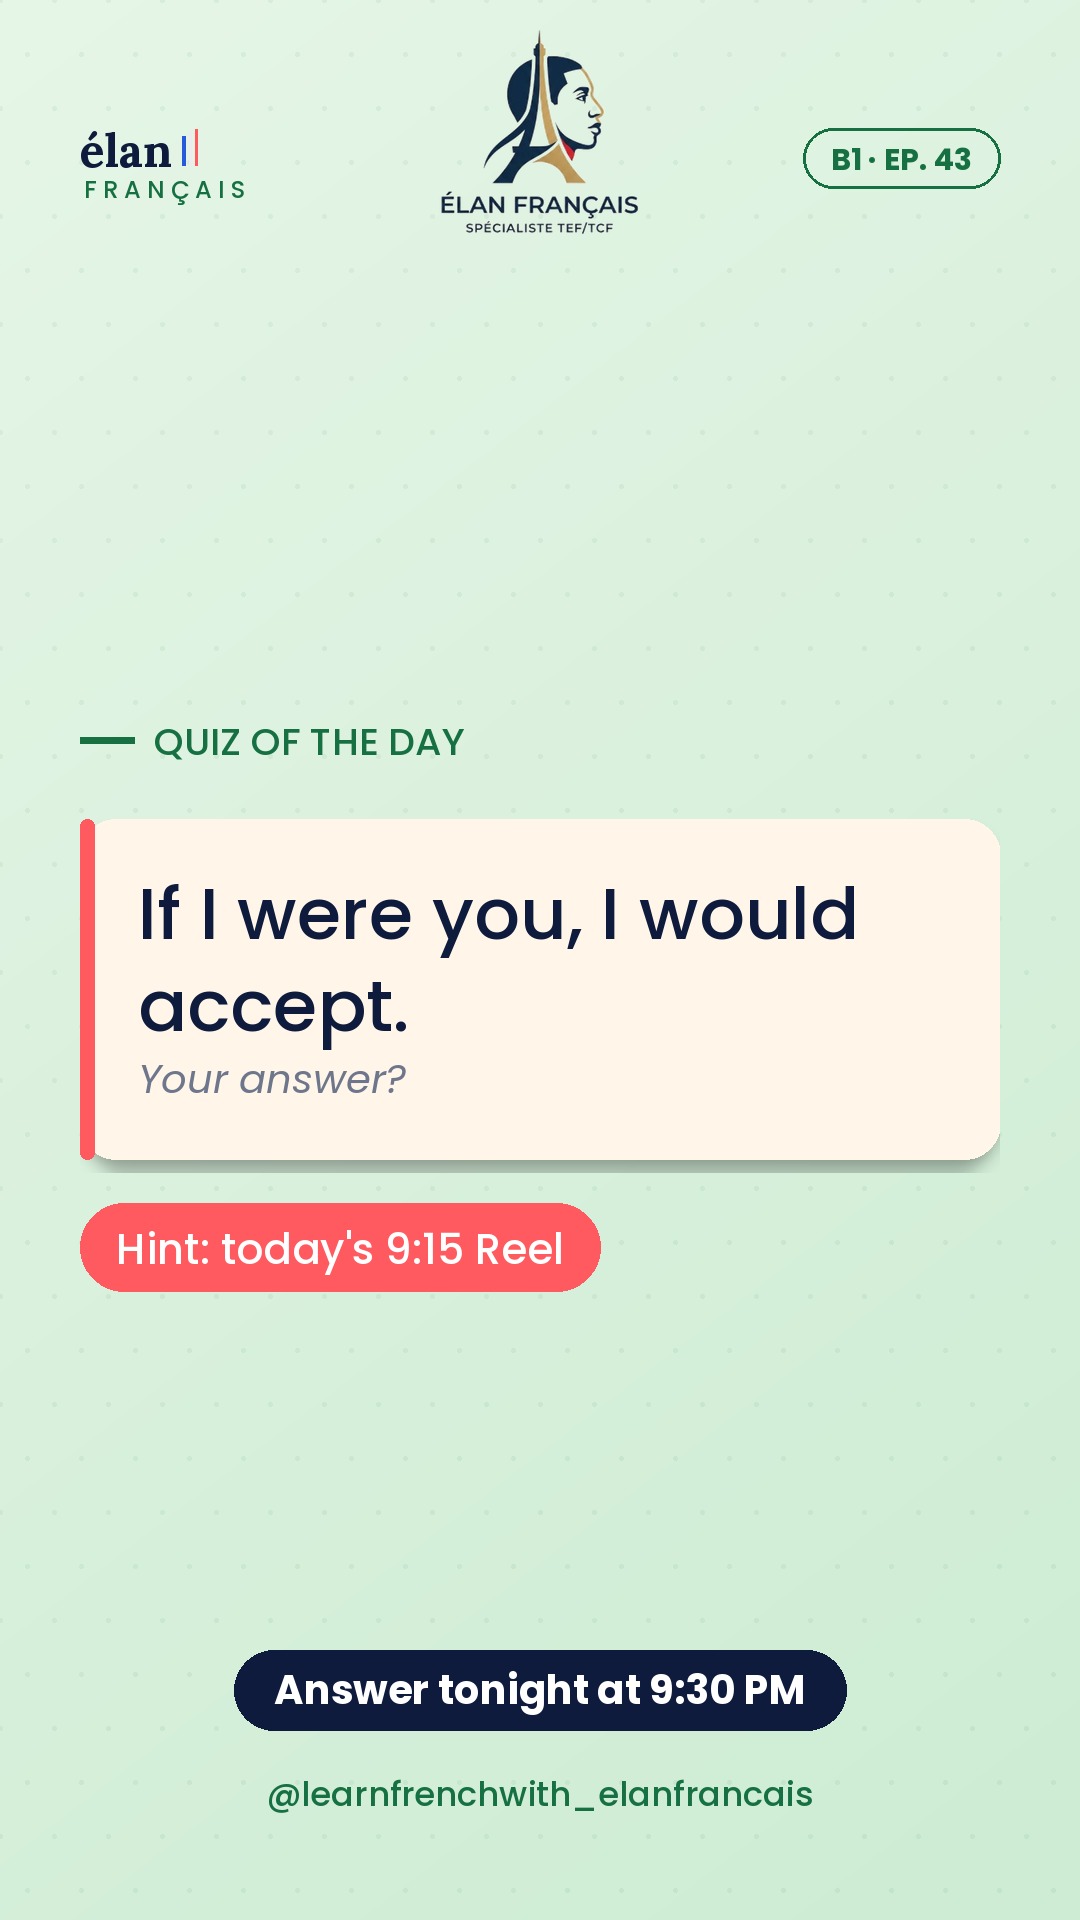 élan
FRANÇAIS
ÉLAN FRANÇAIS
SPÉCIALISTE TEF/TCF
B1 · EP. 43
QUIZ OF THE DAY
If I were you, I would
accept.
Your answer?
Hint: today's 9:15 Reel
Answer tonight at 9:30 PM
@learnfrenchwith_elanfrancais